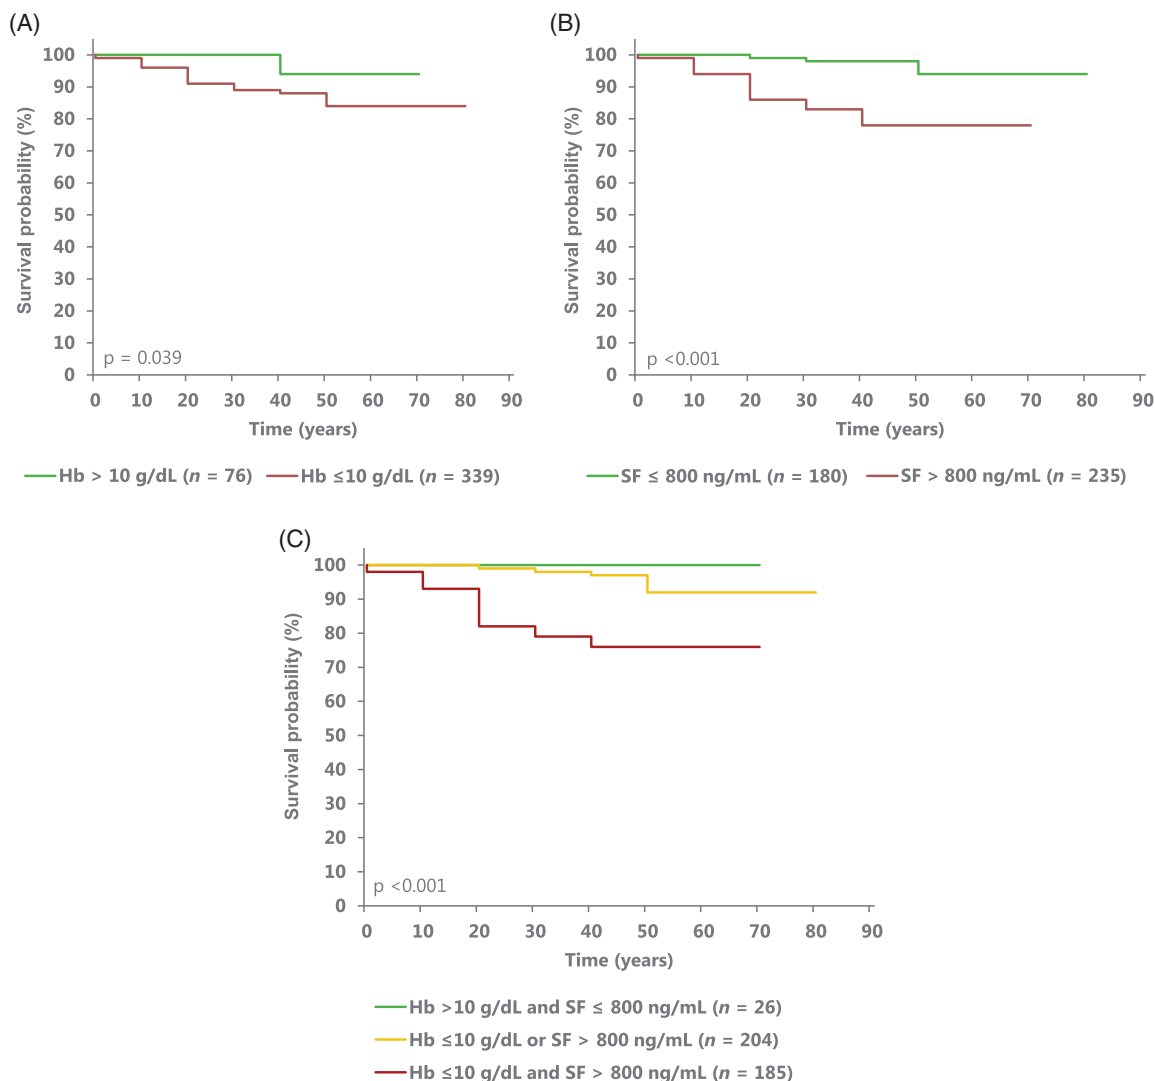 (A)
100
90
80
70
60
50
40
30
20
10
0
Survival probability (%)
p = 0.039
0 10 20 30 40 50 60 70 80 90
Time (years)
Hb > 10 g/dL (n = 76) Hb ≤10 g/dL (n = 339)
(B)
100
90
80
70
60
50
40
30
20
10
0
Survival probability (%)
p <0.001
0 10 20 30 40 50 60 70 80 90
Time (years)
SF ≤ 800 ng/mL (n = 180) SF > 800 ng/mL (n = 235)
(C)
100
90
80
70
60
50
40
30
20
10
0
Survival probability (%)
p <0.001
0 10 20 30 40 50 60 70 80 90
Time (years)
Hb >10 g/dL and SF ≤ 800 ng/mL (n = 26)
Hb ≤10 g/dL or SF > 800 ng/mL (n = 204)
Hb ≤10 g/dL and SF > 800 ng/mL (n = 185)